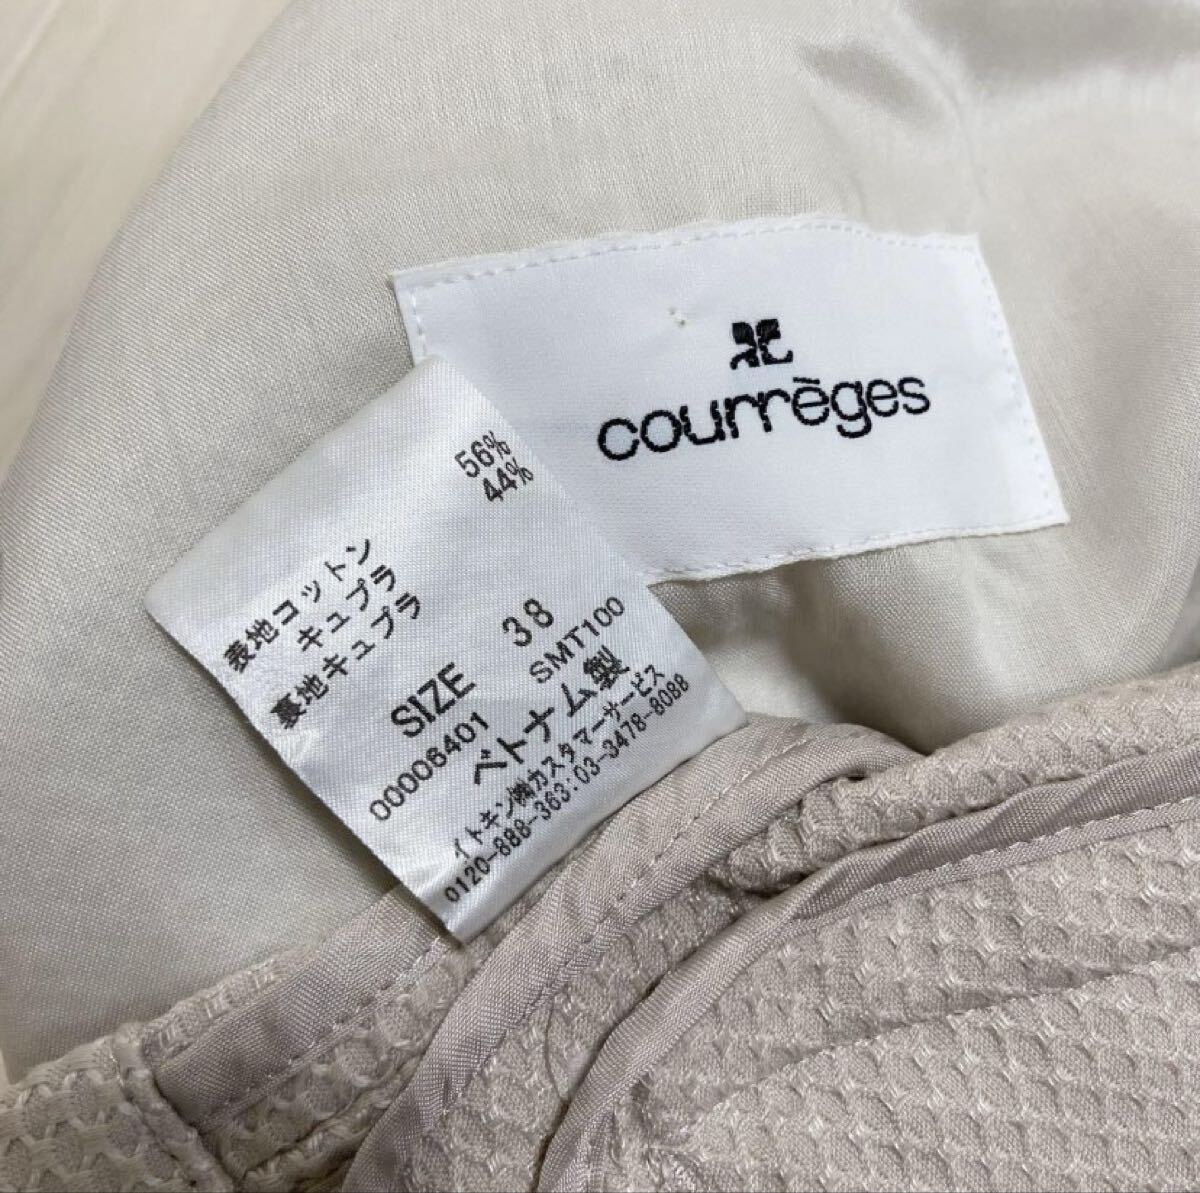 courrèges
表地コットン 56%
キュプラ 44%
裏地キュプラ
SIZE 38
00006401 SMT100
ベトナム製
イトキン㈱カスタマーサービス
0120-888-363:03-3478-8088